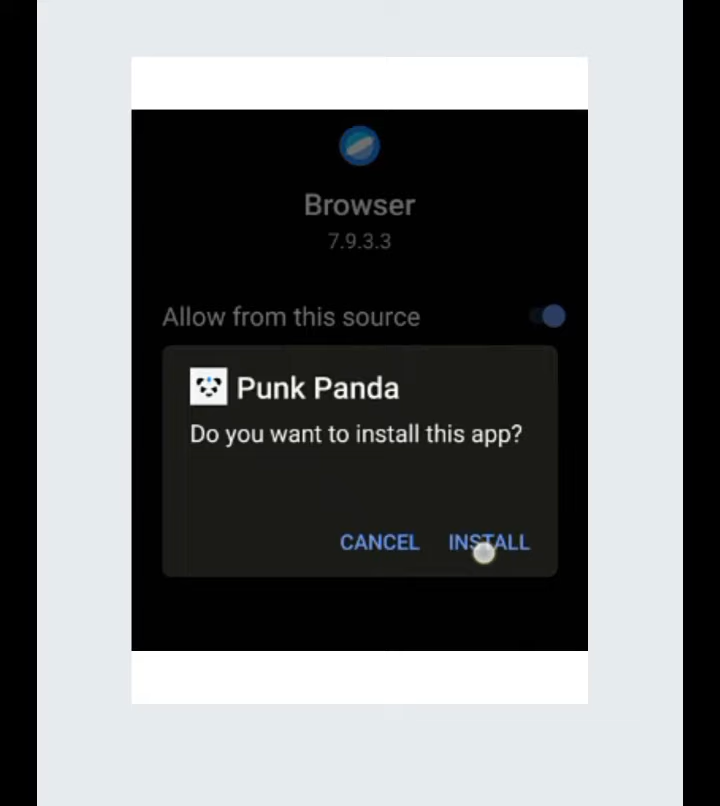 Browser
7.9.3.3
Allow from this source
Punk Panda
Do you want to install this app?
CANCEL INSTALL